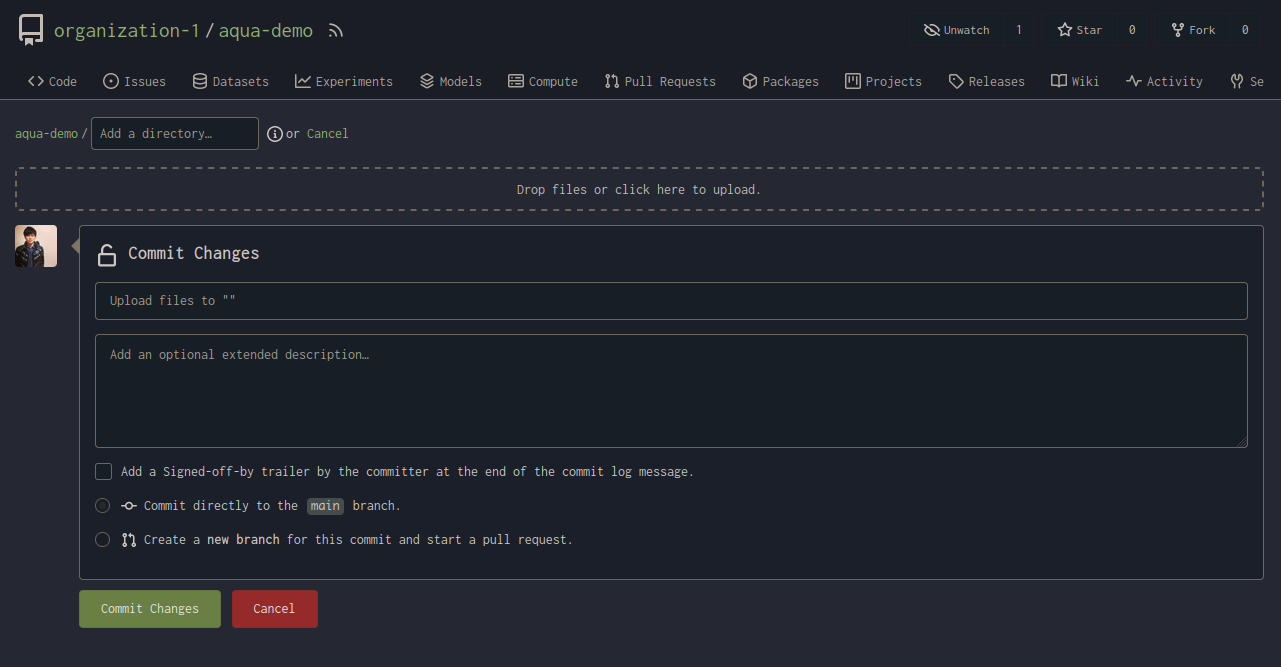 organization-1 / aqua-demo Unwatch 1 Star 0 Fork 0
Code Issues Datasets Experiments Models Compute Pull Requests Packages Projects Releases Wiki Activity Se
aqua-demo / Add a directory… or Cancel
Drop files or click here to upload.
Commit Changes
Upload files to ""
Add an optional extended description…
Add a Signed-off-by trailer by the committer at the end of the commit log message.
Commit directly to the main branch.
Create a new branch for this commit and start a pull request.
Commit Changes Cancel